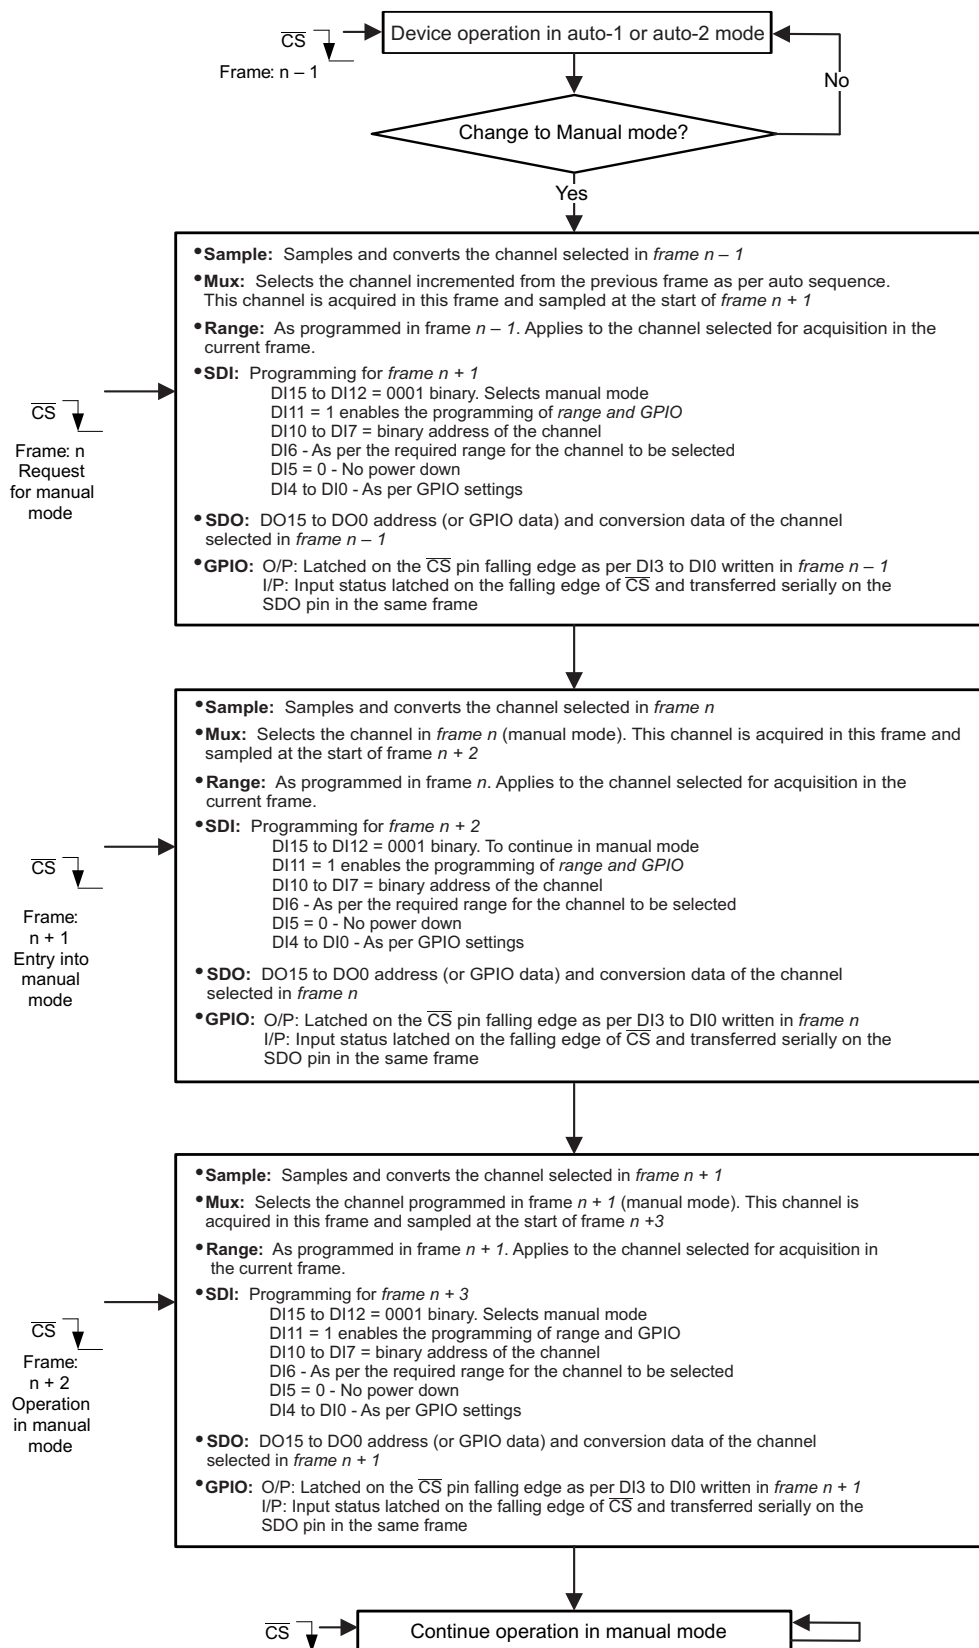 Device operation in auto-1 or auto-2 mode
CS
Frame: n – 1
No
Change to Manual mode?
Yes
•Sample: Samples and converts the channel selected in frame n – 1
•Mux: Selects the channel incremented from the previous frame as per auto sequence.
This channel is acquired in this frame and sampled at the start of frame n + 1
•Range: As programmed in frame n – 1. Applies to the channel selected for acquisition in the
current frame.
•SDI: Programming for frame n + 1
DI15 to DI12 = 0001 binary. Selects manual mode
DI11 = 1 enables the programming of range and GPIO
DI10 to DI7 = binary address of the channel
DI6 - As per the required range for the channel to be selected
DI5 = 0 - No power down
DI4 to DI0 - As per GPIO settings
•SDO: DO15 to DO0 address (or GPIO data) and conversion data of the channel
selected in frame n – 1
•GPIO: O/P: Latched on the CS pin falling edge as per DI3 to DI0 written in frame n – 1
I/P: Input status latched on the falling edge of CS and transferred serially on the
SDO pin in the same frame
CS
Frame: n
Request
for manual
mode
•Sample: Samples and converts the channel selected in frame n
•Mux: Selects the channel in frame n (manual mode). This channel is acquired in this frame and
sampled at the start of frame n + 2
•Range: As programmed in frame n. Applies to the channel selected for acquisition in the
current frame.
•SDI: Programming for frame n + 2
DI15 to DI12 = 0001 binary. To continue in manual mode
DI11 = 1 enables the programming of range and GPIO
DI10 to DI7 = binary address of the channel
DI6 - As per the required range for the channel to be selected
DI5 = 0 - No power down
DI4 to DI0 - As per GPIO settings
•SDO: DO15 to DO0 address (or GPIO data) and conversion data of the channel
selected in frame n
•GPIO: O/P: Latched on the CS pin falling edge as per DI3 to DI0 written in frame n
I/P: Input status latched on the falling edge of CS and transferred serially on the
SDO pin in the same frame
CS
Frame:
n + 1
Entry into
manual
mode
•Sample: Samples and converts the channel selected in frame n + 1
•Mux: Selects the channel programmed in frame n + 1 (manual mode). This channel is
acquired in this frame and sampled at the start of frame n +3
•Range: As programmed in frame n + 1. Applies to the channel selected for acquisition in
the current frame.
•SDI: Programming for frame n + 3
DI15 to DI12 = 0001 binary. Selects manual mode
DI11 = 1 enables the programming of range and GPIO
DI10 to DI7 = binary address of the channel
DI6 - As per the required range for the channel to be selected
DI5 = 0 - No power down
DI4 to DI0 - As per GPIO settings
•SDO: DO15 to DO0 address (or GPIO data) and conversion data of the channel
selected in frame n + 1
•GPIO: O/P: Latched on the CS pin falling edge as per DI3 to DI0 written in frame n + 1
I/P: Input status latched on the falling edge of CS and transferred serially on the
SDO pin in the same frame
CS
Frame:
n + 2
Operation
in manual
mode
CS
Continue operation in manual mode